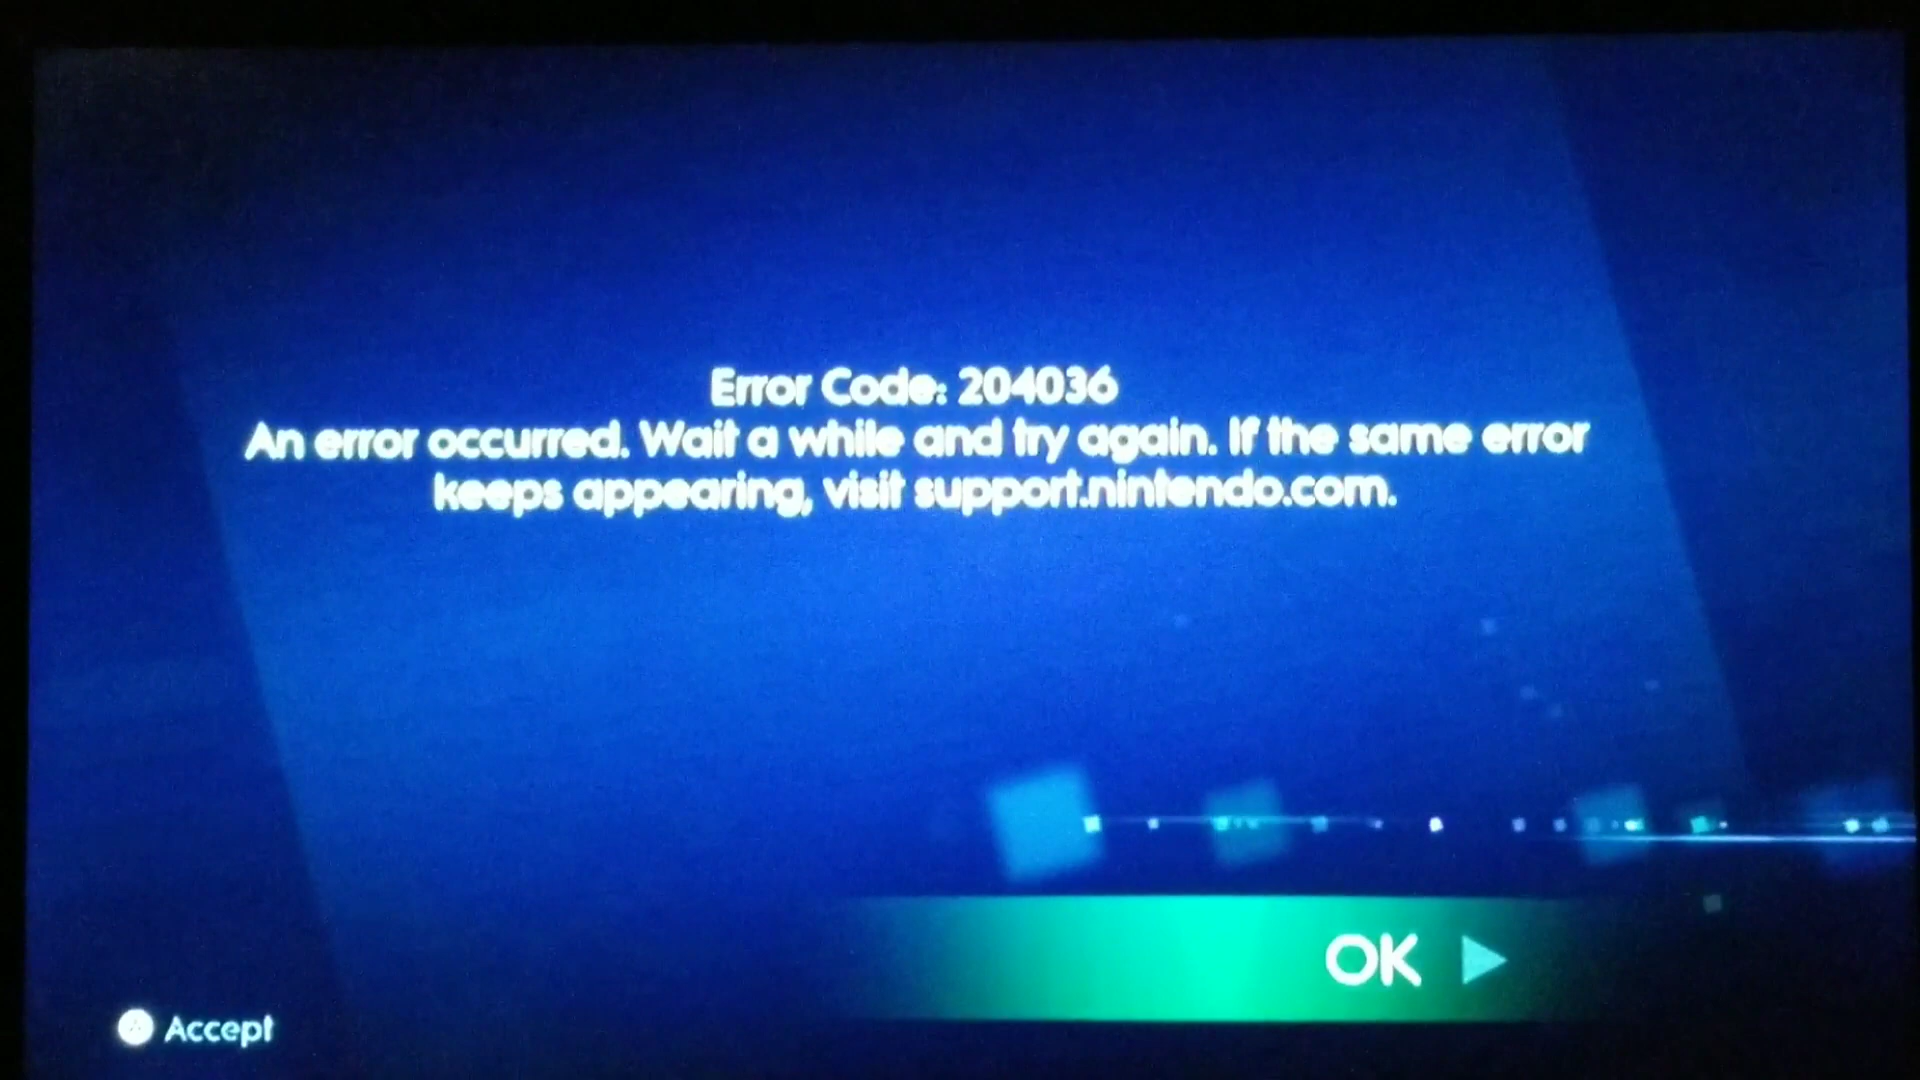 Error Code: 204036
An error occurred. Wait a while and try again. If the same error
keeps appearing, visit support.nintendo.com.
OK
Accept